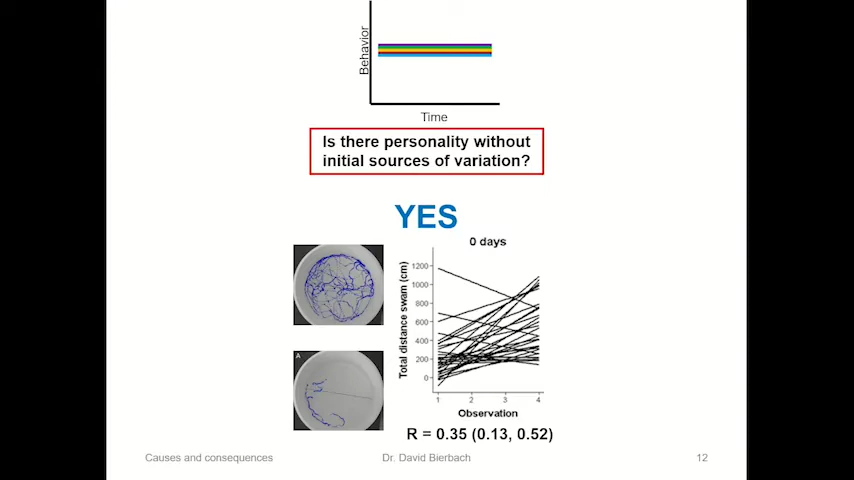 Behavior
Time
Is there personality without
initial sources of variation?
YES
0 days
Total distance swam (cm)
1200
1000
800
600
400
200
0
1 2 3 4
Observation
A
R = 0.35 (0.13, 0.52)
Causes and consequences Dr. David Bierbach 12